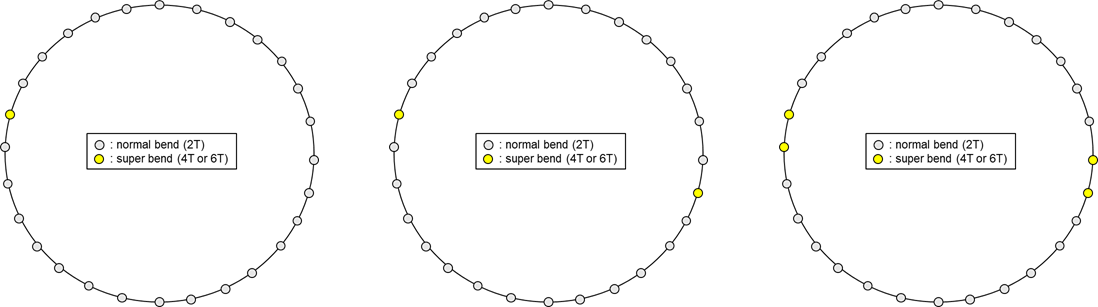 : normal bend (2T)
: super bend (4T or 6T)
: normal bend (2T)
: super bend (4T or 6T)
: normal bend (2T)
: super bend (4T or 6T)